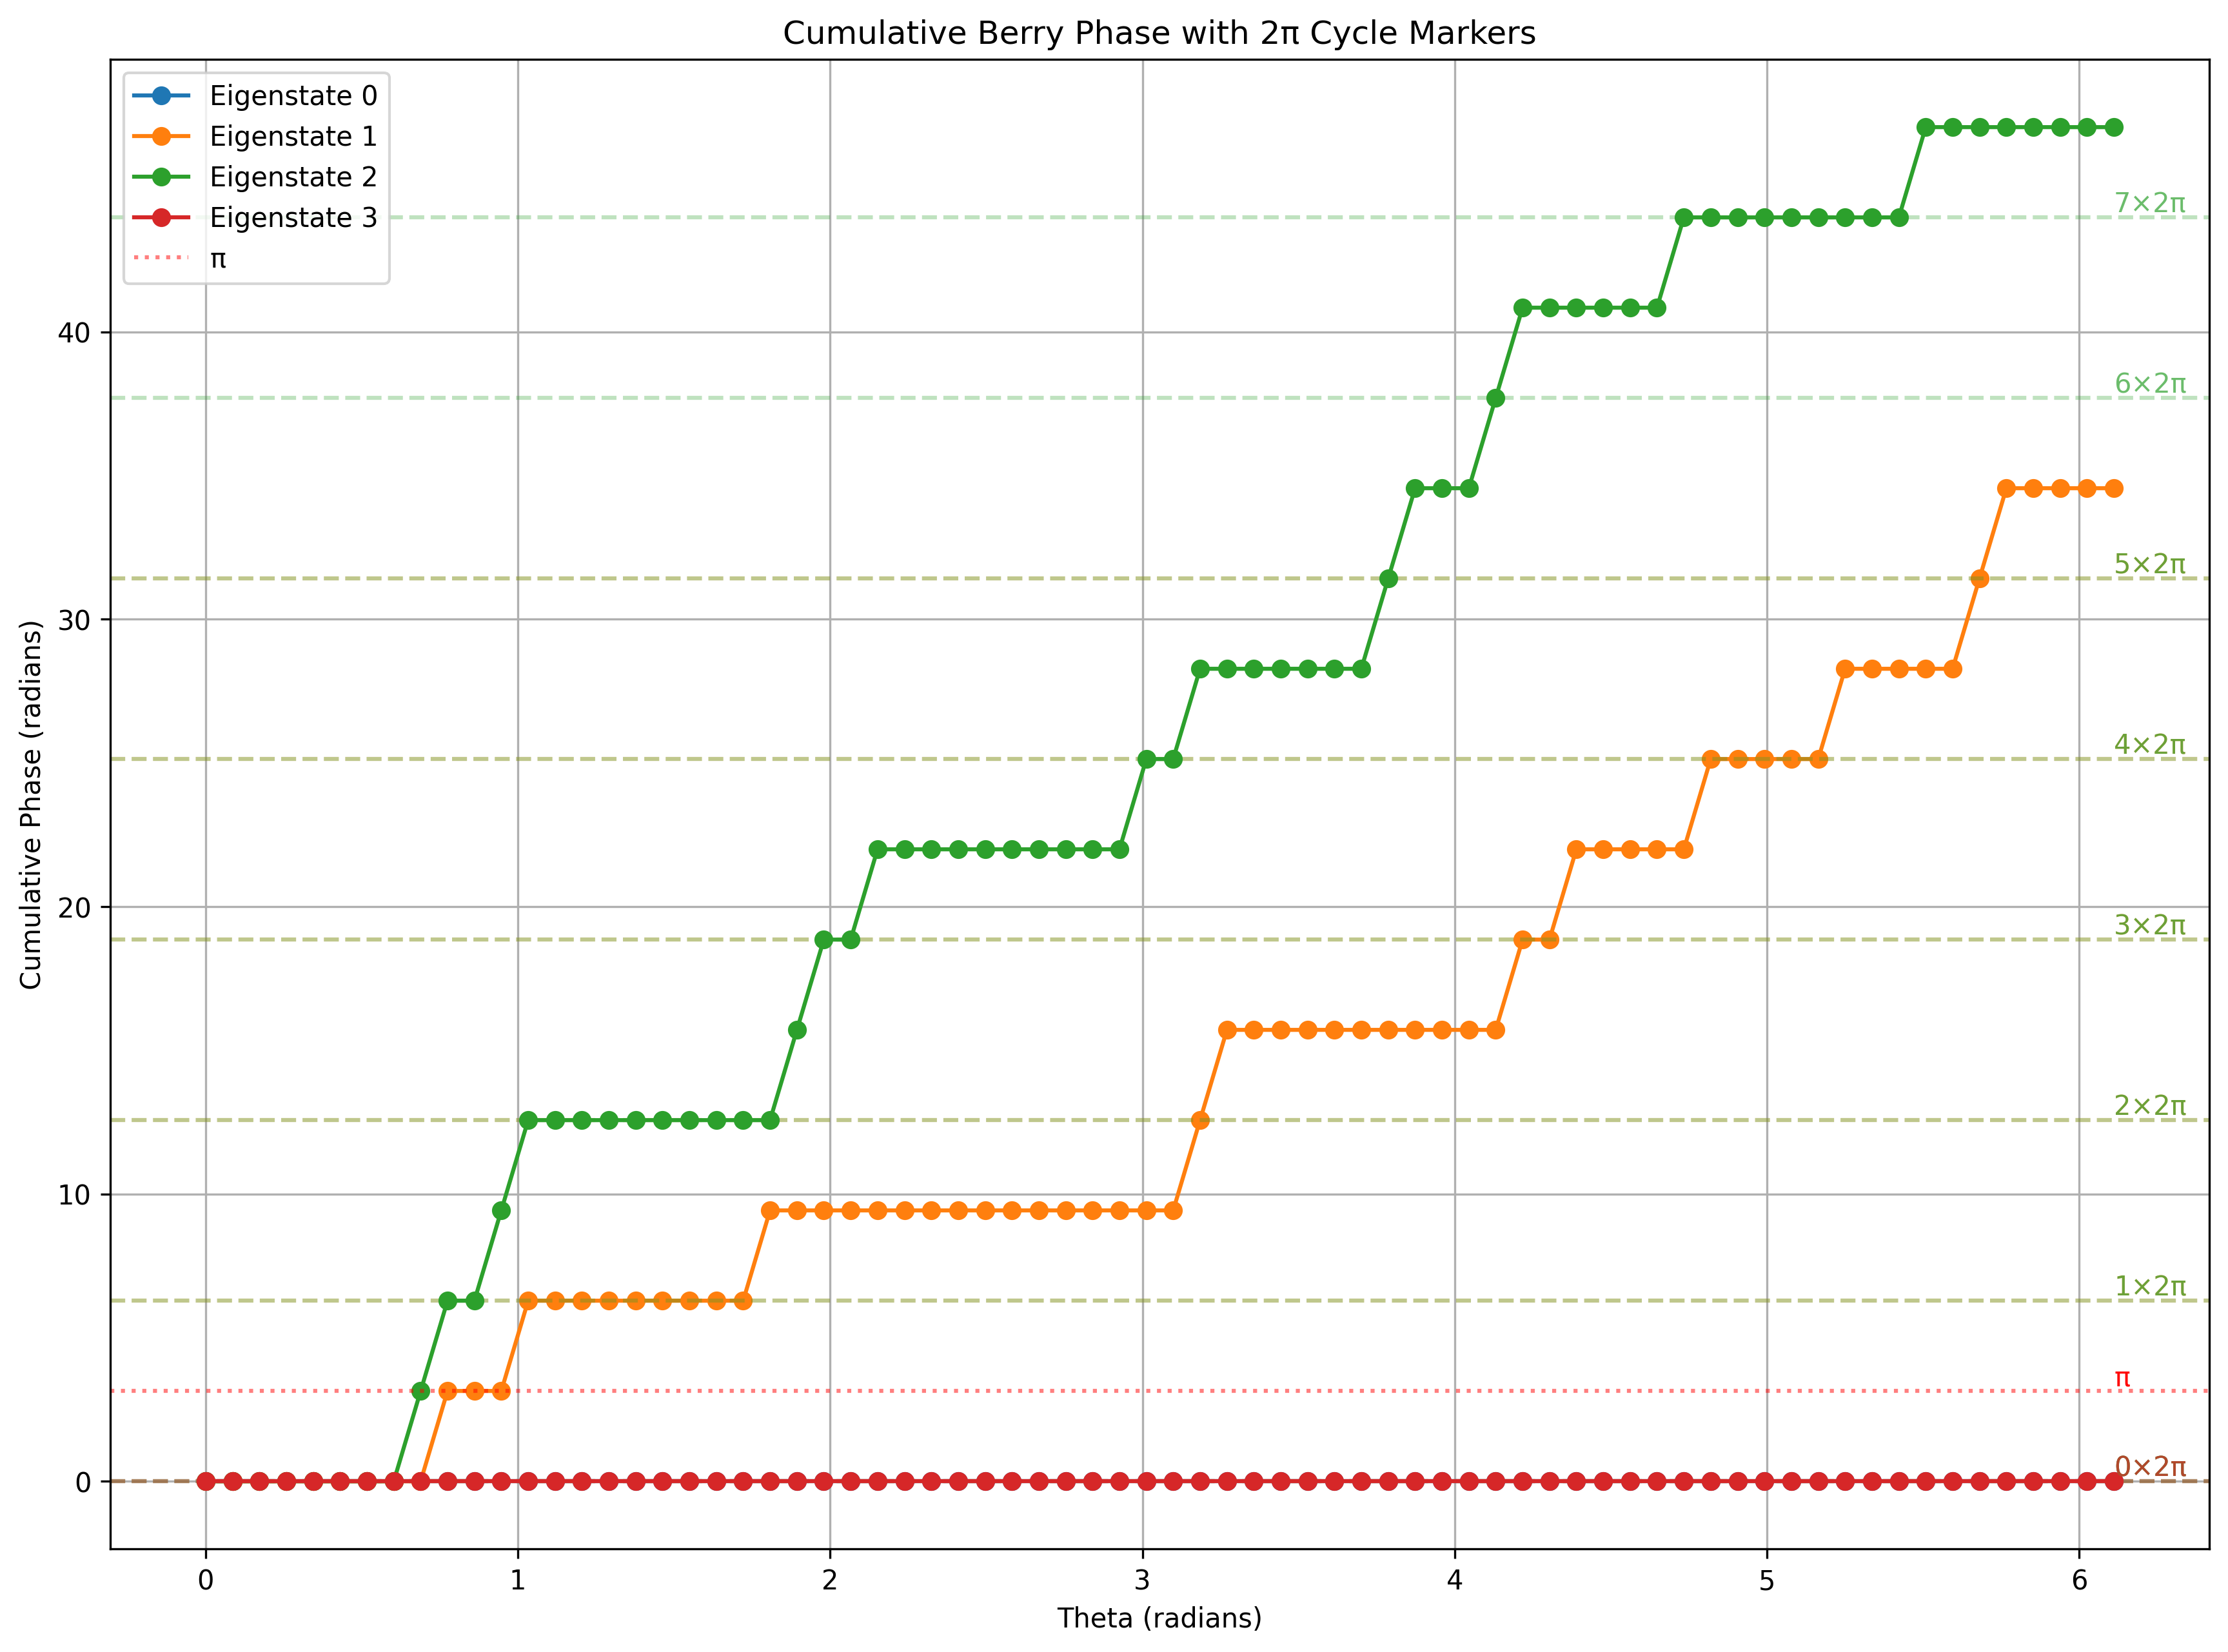 Cumulative Berry Phase with 2π Cycle Markers
Eigenstate 0
Eigenstate 1
Eigenstate 2
Eigenstate 3
π
7×2π
6×2π
5×2π
4×2π
3×2π
2×2π
1×2π
π
0×2π
40
30
20
10
0
Cumulative Phase (radians)
0 1 2 3 4 5 6
Theta (radians)